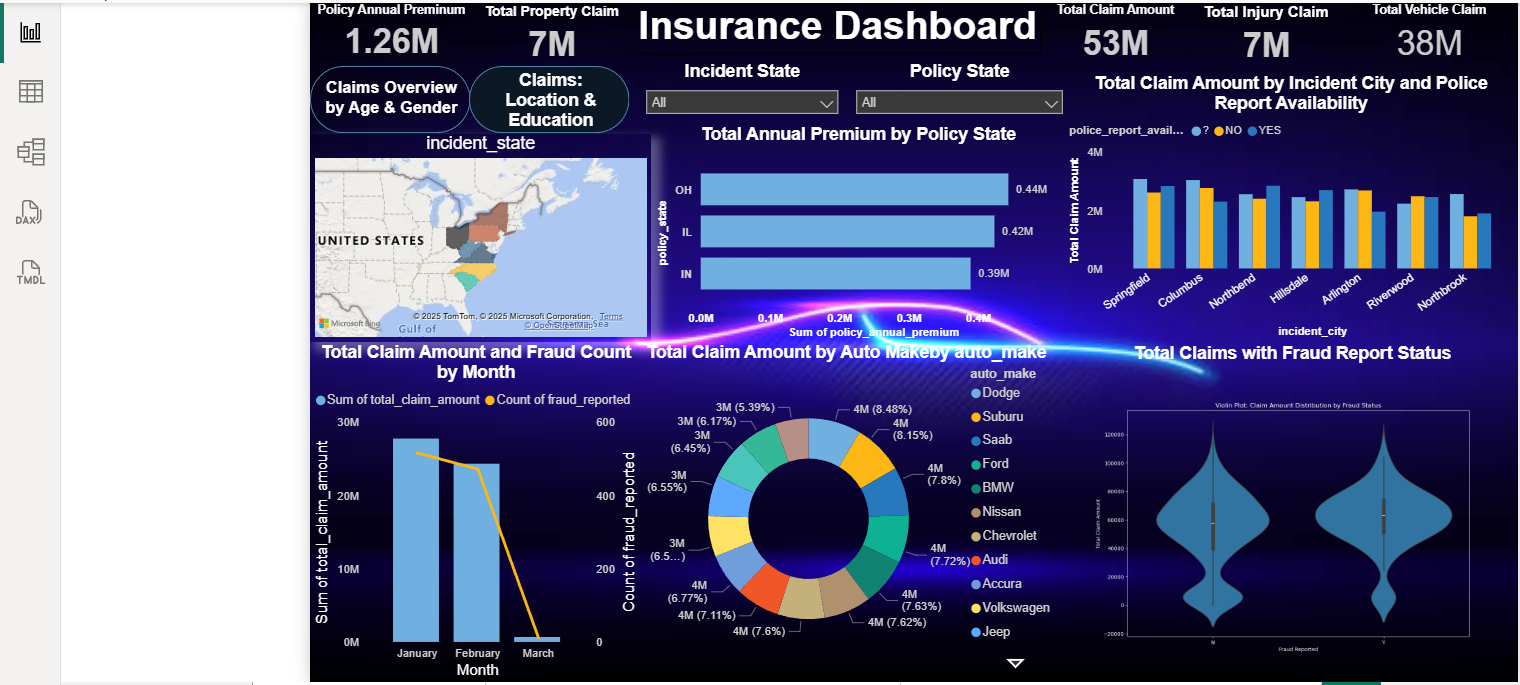 Policy Annual Preminum
1.26M
Total Property Claim
7M
Insurance Dashboard
Total Claim Amount
53M
Total Injury Claim
7M
Total Vehicle Claim
38M
Claims Overview
by Age & Gender
Claims:
Location &
Education
Incident State
All
Policy State
All
DAX
TMDL
incident_state
UNITED STATES
Microsoft Bing
Gulf of
© 2025 TomTom, © 2025 Microsoft Corporation, Terms
© OpenStreetMap
Total Annual Premium by Policy State
policy_state
OH
0.44M
IL
0.42M
IN
0.39M
0.0M
0.1M
0.2M
0.3M
0.4M
Sum of policy_annual_premium
Total Claim Amount by Incident City and Police
Report Availability
police_report_avail... ? NO YES
Total Claim Amount
4M
2M
0M
Springfield
Columbus
Northbend
Hillsdale
Arlington
Riverwood
Northbrook
incident_city
Total Claim Amount and Fraud Count
by Month
Sum of total_claim_amount Count of fraud_reported
Sum of total_claim_amount
30M
20M
10M
0M
Count of fraud_reported
600
400
200
0
January
February
March
Month
Total Claim Amount by Auto Makeby auto_make
4M (8.48%)
4M
(8.15%)
4M
(7.8%)
4M
(7.72%)
4M
(7.63%)
4M (7.62%)
4M (7.6%)
4M (7.11%)
4M
(6.77%)
3M
(6.5...)
3M
(6.55%)
3M
(6.45%)
3M (6.17%)
3M (5.39%)
auto_make
Dodge
Suburu
Saab
Ford
BMW
Nissan
Chevrolet
Audi
Accura
Volkswagen
Jeep
Total Claims with Fraud Report Status
Violin Plot: Claim Amount Distribution by Fraud Status
Total Claim Amount
120000
100000
80000
60000
40000
20000
0
−20000
N
Y
Fraud Reported